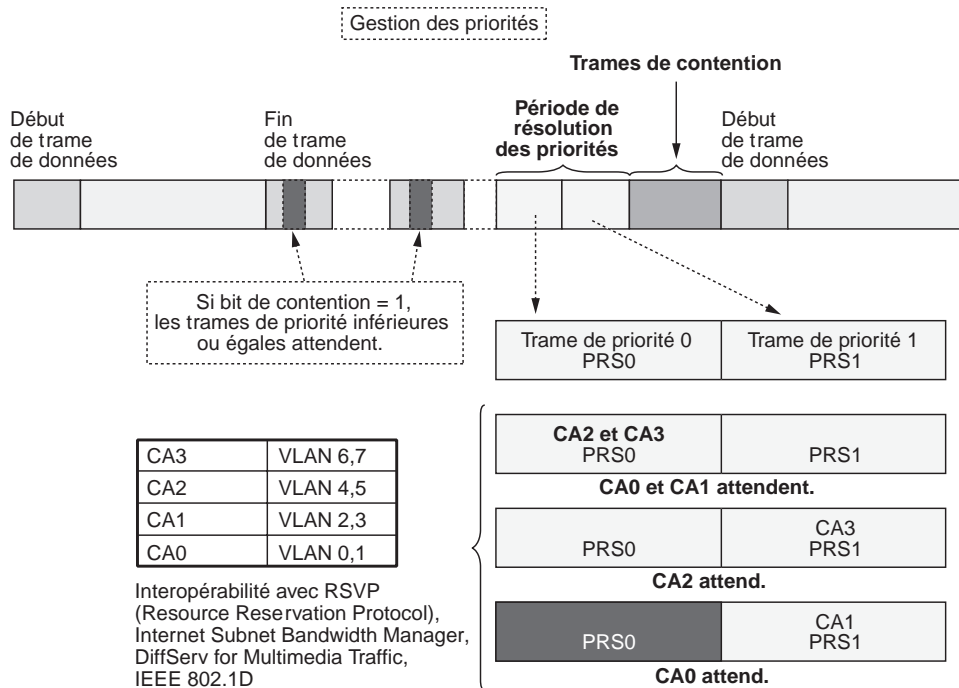 Gestion des priorités
Trames de contention
Début
de trame
de données
Fin
de trame
de données
Période de
résolution
des priorités
Début
de trame
de données
Si bit de contention = 1,
les trames de priorité inférieures
ou égales attendent.
Trame de priorité 0
PRS0
Trame de priorité 1
PRS1
CA3
VLAN 6,7
CA2
VLAN 4,5
CA1
VLAN 2,3
CA0
VLAN 0,1
Interopérabilité avec RSVP
(Resource Reservation Protocol),
Internet Subnet Bandwidth Manager,
DiffServ for Multimedia Traffic,
IEEE 802.1D
CA2 et CA3
PRS0
PRS1
CA0 et CA1 attendent.
PRS0
CA3
PRS1
CA2 attend.
PRS0
CA1
PRS1
CA0 attend.